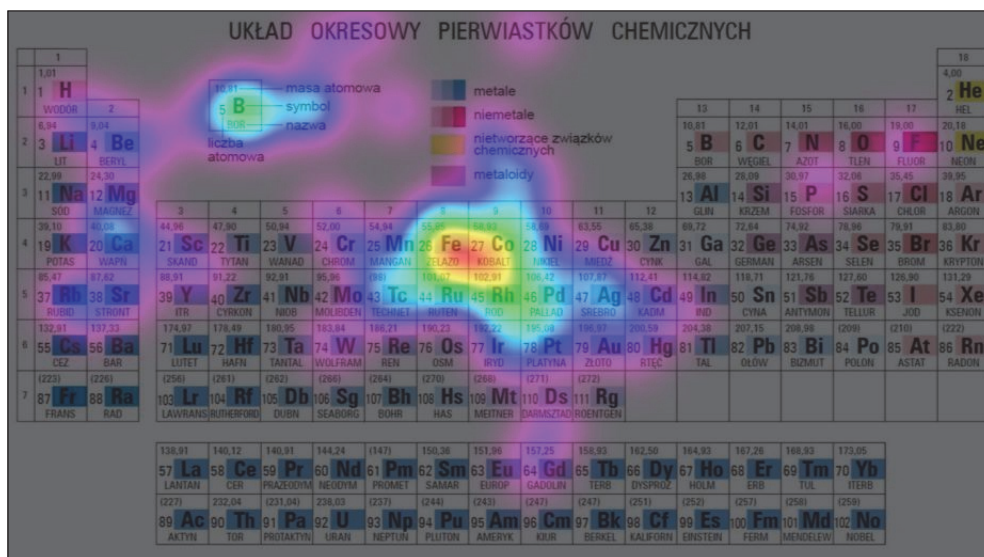 UKŁAD OKRESOWY PIERWIASTKÓW CHEMICZNYCH
1 18
1,01 4,00
1 H 2 He
WODÓR HEL
10,81 masa atomowa
5 B symbol
BOR nazwa
liczba atomowa
metale
niemetale
nietworzące związków chemicznych
metaloidy
2 13 14 15 16 17
6,94 9,04 10,81 12,01 14,01 16,00 19,00 20,18
3 Li 4 Be 5 B 6 C 7 N 8 O 9 F 10 Ne
LIT BERYL BOR WĘGIEL AZOT TLEN FLUOR NEON
22,99 24,30 26,98 28,09 30,97 32,06 35,45 39,95
11 Na 12 Mg 13 Al 14 Si 15 P 16 S 17 Cl 18 Ar
SÓD MAGNEZ GLIN KRZEM FOSFOR SIARKA CHLOR ARGON
3 4 5 6 7 8 9 10 11 12
39,10 40,08 44,96 47,90 50,94 52,00 54,94 55,85 58,93 58,69 63,55 65,38 69,72 72,64 74,92 78,96 79,91 83,80
19 K 20 Ca 21 Sc 22 Ti 23 V 24 Cr 25 Mn 26 Fe 27 Co 28 Ni 29 Cu 30 Zn 31 Ga 32 Ge 33 As 34 Se 35 Br 36 Kr
POTAS WAPŃ SKAND TYTAN WANAD CHROM MANGAN ŻELAZO KOBALT NIKIEL MIEDŹ CYNK GAL GERMAN ARSEN SELEN BROM KRYPTON
85,47 87,62 88,91 91,22 92,91 95,96 (98) 101,07 102,91 106,42 107,87 112,41 114,82 118,71 121,76 127,60 126,90 131,29
37 Rb 38 Sr 39 Y 40 Zr 41 Nb 42 Mo 43 Tc 44 Ru 45 Rh 46 Pd 47 Ag 48 Cd 49 In 50 Sn 51 Sb 52 Te 53 I 54 Xe
RUBID STRONT ITR CYRKON NIOB MOLIBDEN TECHNET RUTEN ROD PALLAD SREBRO KADM IND CYNA ANTYMON TELLUR JOD KSENON
132,91 137,33 174,97 178,49 180,95 183,84 186,21 190,23 192,22 195,08 196,97 200,59 204,38 207,15 208,96 (209) (210) (222)
55 Cs 56 Ba 71 Lu 72 Hf 73 Ta 74 W 75 Re 76 Os 77 Ir 78 Pt 79 Au 80 Hg 81 Tl 82 Pb 83 Bi 84 Po 85 At 86 Rn
CEZ BAR LUTET HAFN TANTAL WOLFRAM REN OSM IRYD PLATYNA ZŁOTO RTĘĆ TAL OŁÓW BIZMUT POLON ASTAT RADON
(223) (226) (256) (261) (262) (266) (264) (269) (268) (271) (272)
87 Fr 88 Ra 103 Lr 104 Rf 105 Db 106 Sg 107 Bh 108 Hs 109 Mt 110 Ds 111 Rg
FRANS RAD LAWRANS RUTHERFORD DUBN SEABORG BOHR HAS MEITNER DARMSZTAD ROENTGEN
138,91 140,12 140,91 144,24 (147) 150,36 151,96 157,25 158,93 162,50 164,93 167,26 168,93 173,05
57 La 58 Ce 59 Pr 60 Nd 61 Pm 62 Sm 63 Eu 64 Gd 65 Tb 66 Dy 67 Ho 68 Er 69 Tm 70 Yb
LANTAN CER PRAZEODYM NEODYM PROMET SAMAR EUROP GADOLIN TERB DYSPROZ HOLM ERB TUL ITERB
(227) 232,04 (231,04) 238,03 (237) (244) (243) (247) (247) (251) (252) (257) (258) (259)
89 Ac 90 Th 91 Pa 92 U 93 Np 94 Pu 95 Am 96 Cm 97 Bk 98 Cf 99 Es 100 Fm 101 Md 102 No
AKTYN TOR PROTAKTYN URAN NEPTUN PLUTON AMERYK KIUR BERKEL KALIFORN EINSTEIN FERM MENDELEW NOBEL
1 2 3 4 5 6 7